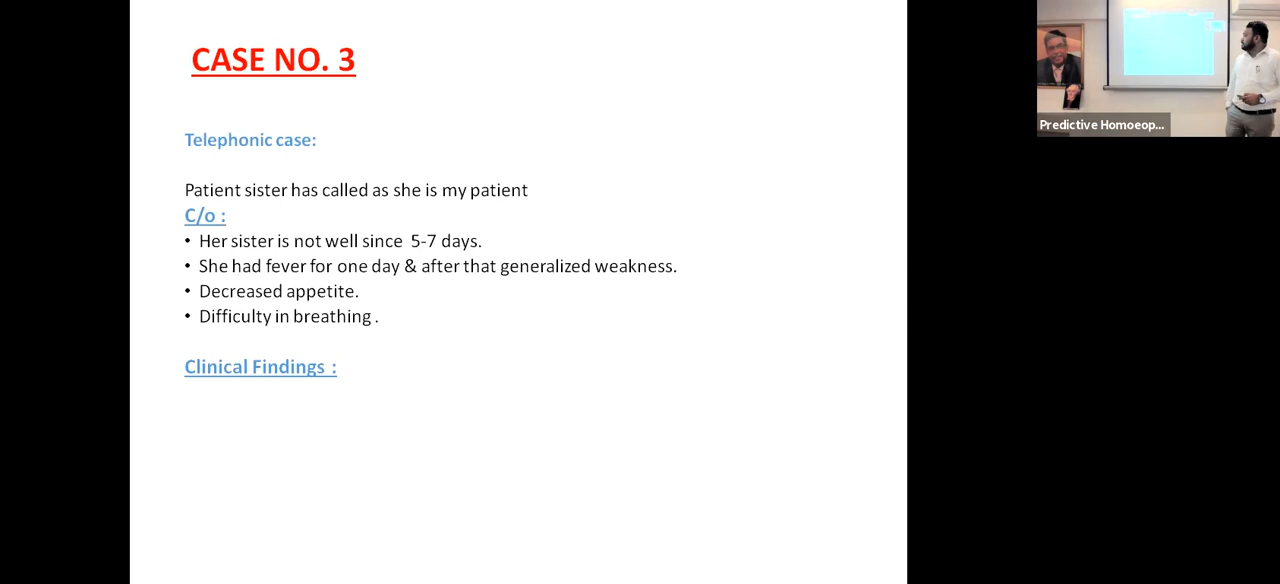 CASE NO. 3
Telephonic case:
Patient sister has called as she is my patient
C/o :
• Her sister is not well since 5-7 days.
• She had fever for one day & after that generalized weakness.
• Decreased appetite.
• Difficulty in breathing .
Clinical Findings :
Predictive Homoeop...